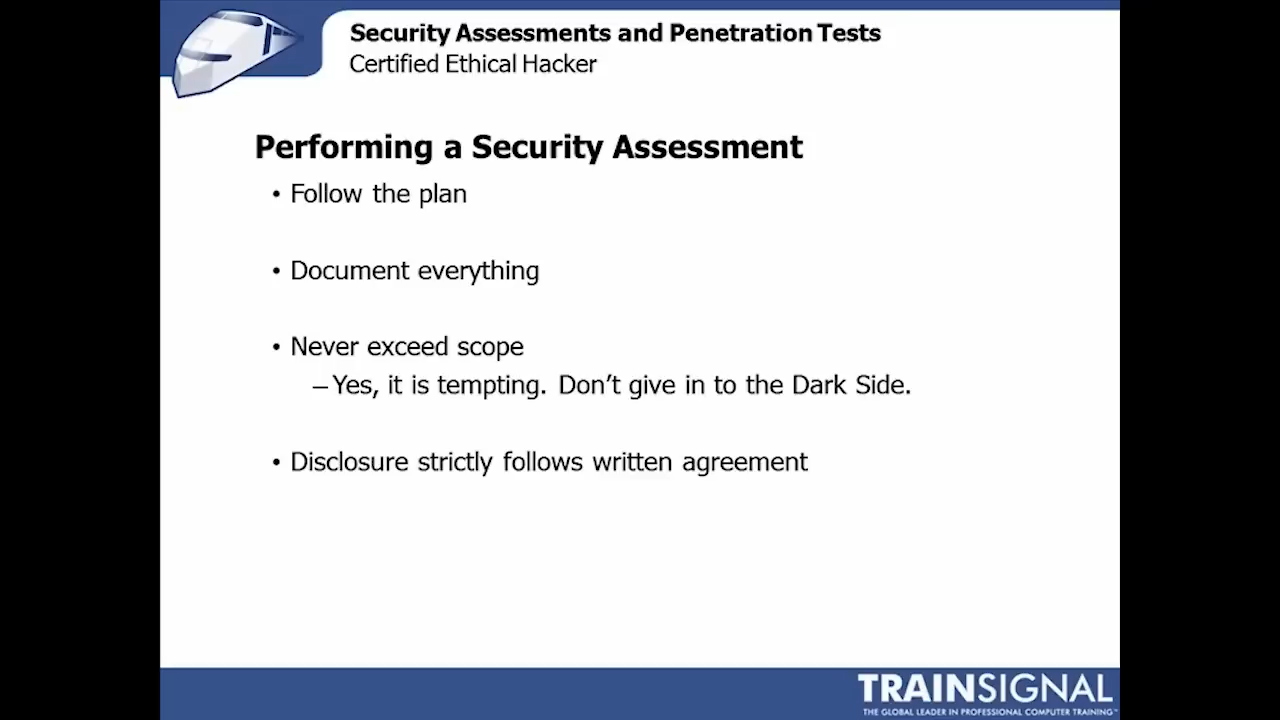 Security Assessments and Penetration Tests
Certified Ethical Hacker
Performing a Security Assessment
• Follow the plan
• Document everything
• Never exceed scope
– Yes, it is tempting. Don’t give in to the Dark Side.
• Disclosure strictly follows written agreement
TRAINSIGNAL
THE GLOBAL LEADER IN PROFESSIONAL COMPUTER TRAINING™